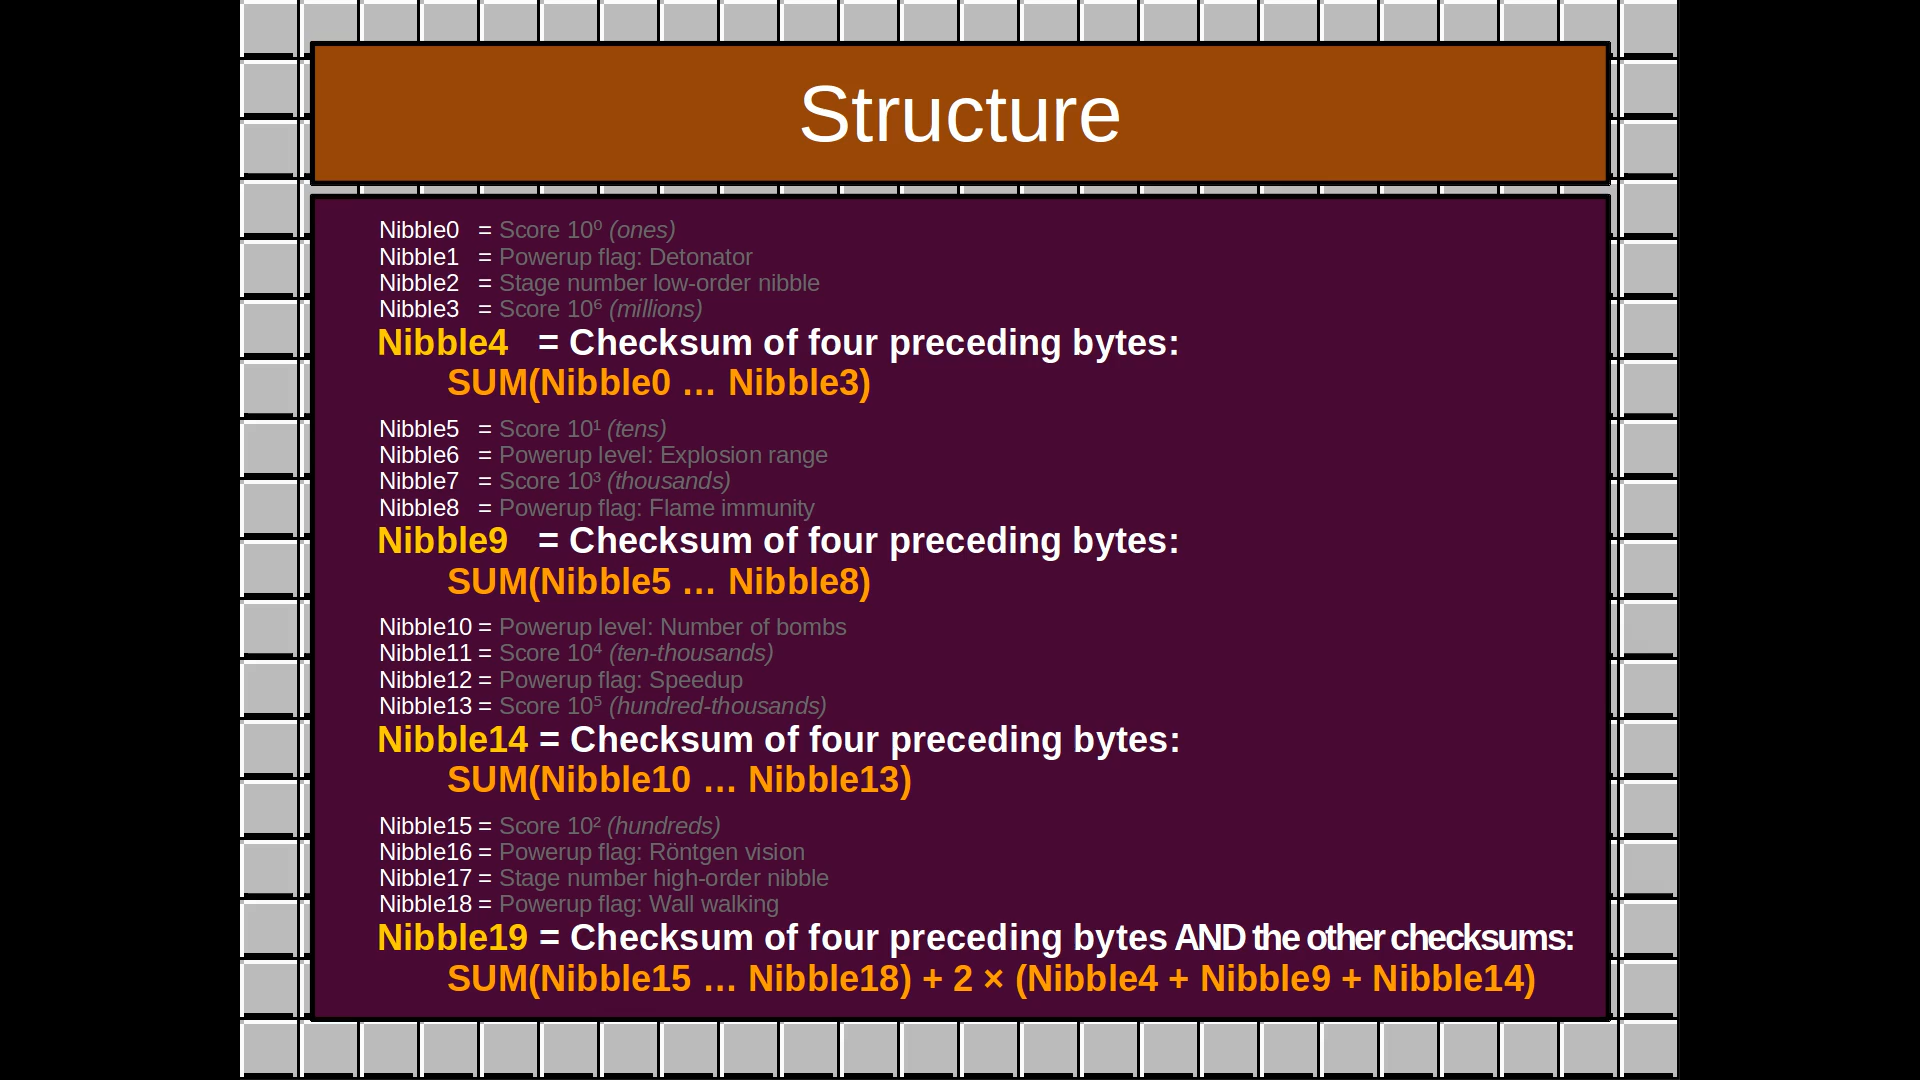 Structure
Nibble0 = Score 10⁰ (ones)
Nibble1 = Powerup flag: Detonator
Nibble2 = Stage number low-order nibble
Nibble3 = Score 10⁶ (millions)
Nibble4 = Checksum of four preceding bytes:
SUM(Nibble0 … Nibble3)
Nibble5 = Score 10¹ (tens)
Nibble6 = Powerup level: Explosion range
Nibble7 = Score 10³ (thousands)
Nibble8 = Powerup flag: Flame immunity
Nibble9 = Checksum of four preceding bytes:
SUM(Nibble5 … Nibble8)
Nibble10 = Powerup level: Number of bombs
Nibble11 = Score 10⁴ (ten-thousands)
Nibble12 = Powerup flag: Speedup
Nibble13 = Score 10⁵ (hundred-thousands)
Nibble14 = Checksum of four preceding bytes:
SUM(Nibble10 … Nibble13)
Nibble15 = Score 10² (hundreds)
Nibble16 = Powerup flag: Röntgen vision
Nibble17 = Stage number high-order nibble
Nibble18 = Powerup flag: Wall walking
Nibble19 = Checksum of four preceding bytes AND the other checksums:
SUM(Nibble15 … Nibble18) + 2 × (Nibble4 + Nibble9 + Nibble14)